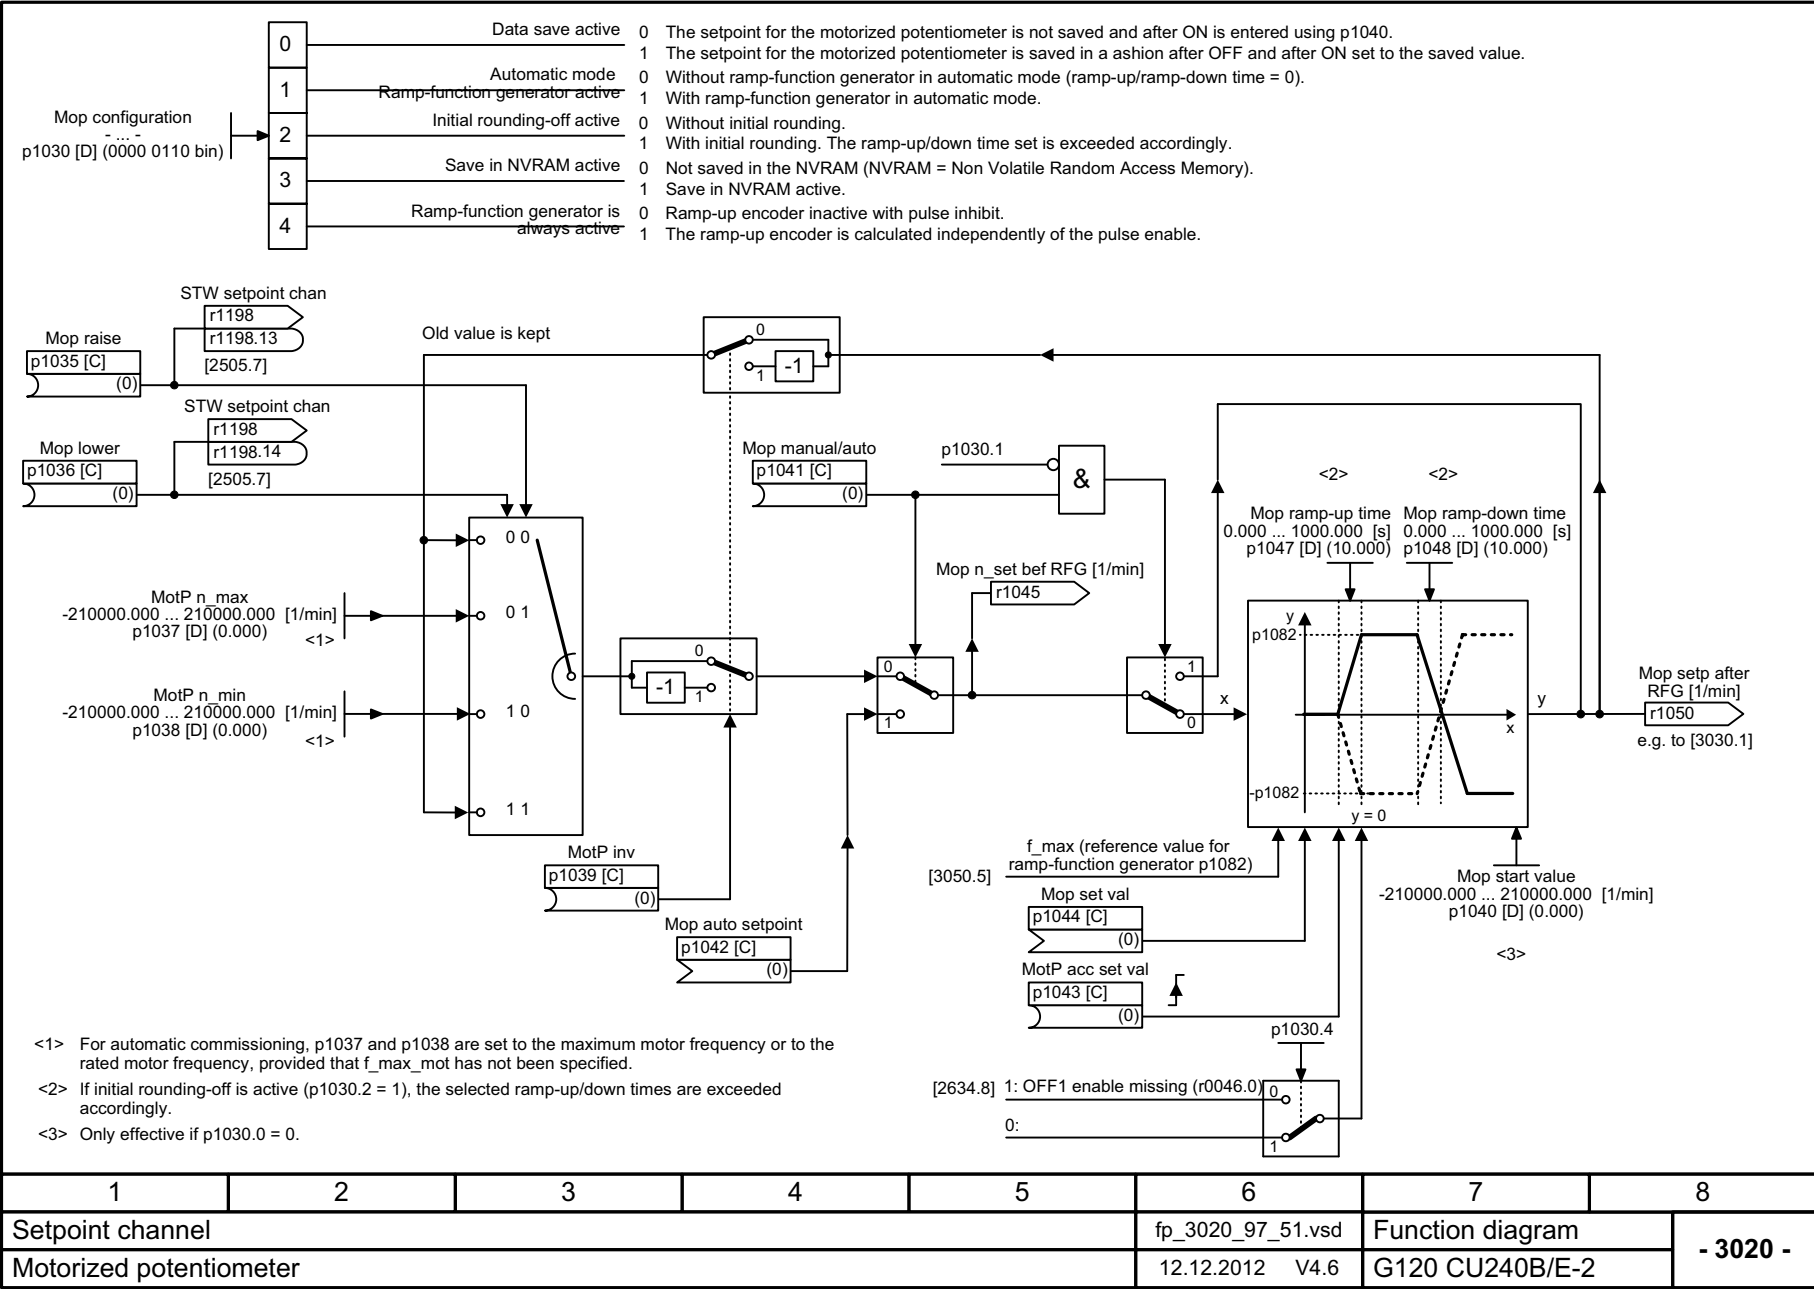 0
Data save active
0 The setpoint for the motorized potentiometer is not saved and after ON is entered using p1040.
1 The setpoint for the motorized potentiometer is saved in a ashion after OFF and after ON set to the saved value.
1
Automatic mode
Ramp-function generator active
0 Without ramp-function generator in automatic mode (ramp-up/ramp-down time = 0).
1 With ramp-function generator in automatic mode.
Mop configuration
- ... -
p1030 [D] (0000 0110 bin)
2
Initial rounding-off active
0 Without initial rounding.
1 With initial rounding. The ramp-up/down time set is exceeded accordingly.
3
Save in NVRAM active
0 Not saved in the NVRAM (NVRAM = Non Volatile Random Access Memory).
1 Save in NVRAM active.
4
Ramp-function generator is
always active
0 Ramp-up encoder inactive with pulse inhibit.
1 The ramp-up encoder is calculated independently of the pulse enable.
STW setpoint chan
r1198
r1198.13
[2505.7]
Mop raise
p1035 [C]
(0)
Old value is kept
0
1
-1
STW setpoint chan
r1198
r1198.14
[2505.7]
Mop lower
p1036 [C]
(0)
Mop manual/auto
p1041 [C]
(0)
p1030.1
&
<2>
<2>
Mop ramp-up time
0.000 ... 1000.000 [s]
p1047 [D] (10.000)
Mop ramp-down time
0.000 ... 1000.000 [s]
p1048 [D] (10.000)
0 0
0 1
1 0
1 1
MotP n_max
-210000.000 ... 210000.000 [1/min]
p1037 [D] (0.000)
<1>
MotP n_min
-210000.000 ... 210000.000 [1/min]
p1038 [D] (0.000)
<1>
-1
0
1
0
1
Mop n_set bef RFG [1/min]
r1045
1
0
x
y
p1082
-p1082
x
y = 0
y
Mop setp after
RFG [1/min]
r1050
e.g. to [3030.1]
MotP inv
p1039 [C]
(0)
Mop auto setpoint
p1042 [C]
(0)
[3050.5]
f_max (reference value for
ramp-function generator p1082)
Mop set val
p1044 [C]
(0)
MotP acc set val
p1043 [C]
(0)
Mop start value
-210000.000 ... 210000.000 [1/min]
p1040 [D] (0.000)
<3>
p1030.4
[2634.8] 1: OFF1 enable missing (r0046.0)
0
0:
1
<1> For automatic commissioning, p1037 and p1038 are set to the maximum motor frequency or to the
rated motor frequency, provided that f_max_mot has not been specified.
<2> If initial rounding-off is active (p1030.2 = 1), the selected ramp-up/down times are exceeded
accordingly.
<3> Only effective if p1030.0 = 0.
1 2 3 4 5 6 7 8
Setpoint channel
fp_3020_97_51.vsd
Function diagram
- 3020 -
Motorized potentiometer
12.12.2012 V4.6
G120 CU240B/E-2